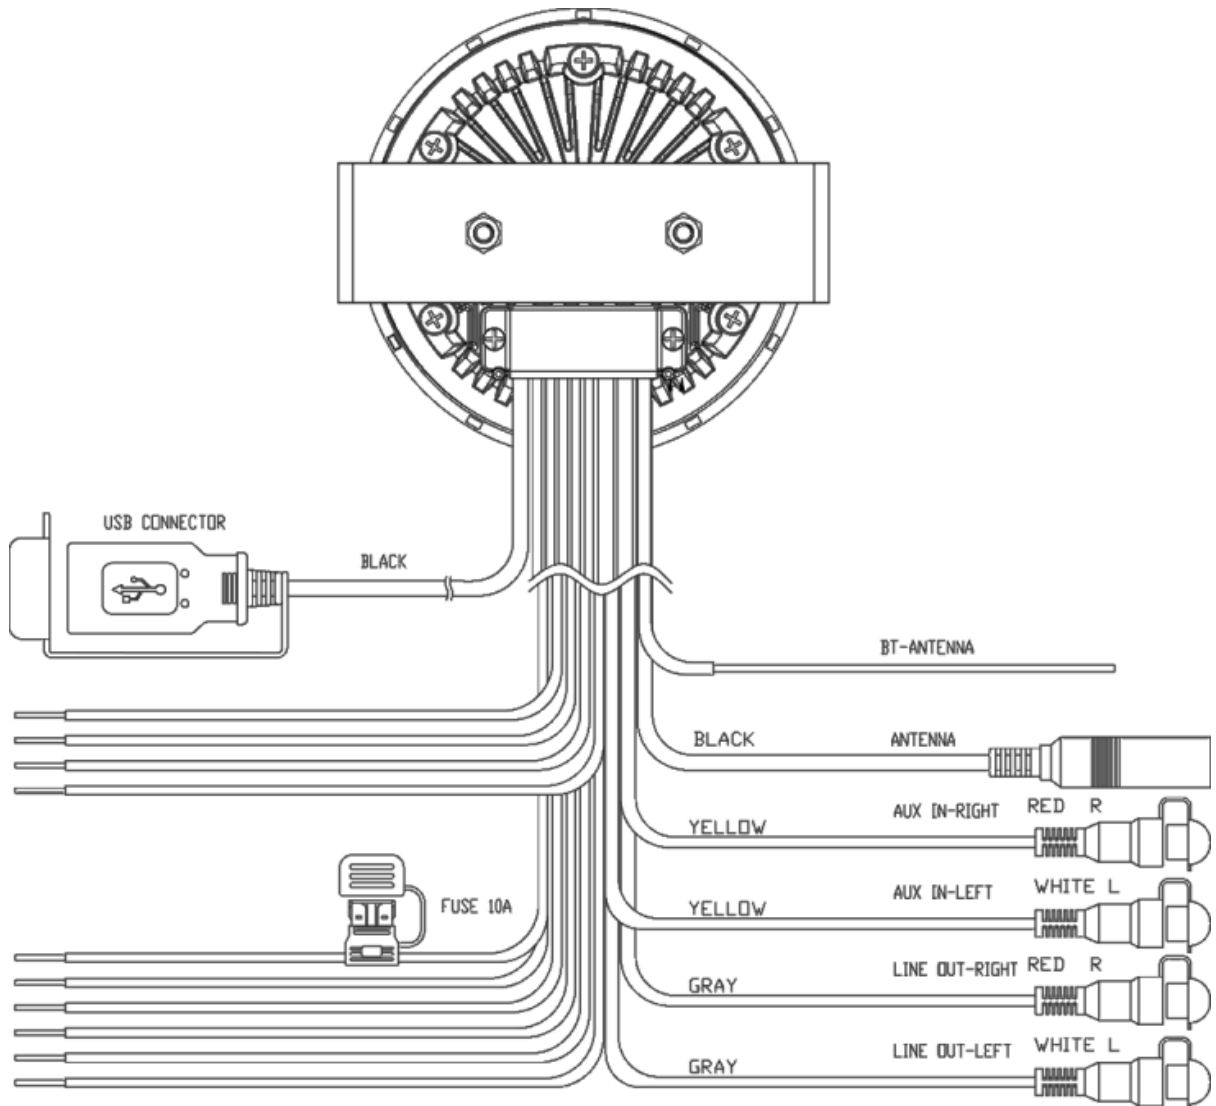 USB CONNECTOR
BLACK
BT-ANTENNA
BLACK ANTENNA
AUX IN-RIGHT RED R
YELLOW
AUX IN-LEFT WHITE L
YELLOW
FUSE 10A
LINE OUT-RIGHT RED R
GRAY
LINE OUT-LEFT WHITE L
GRAY